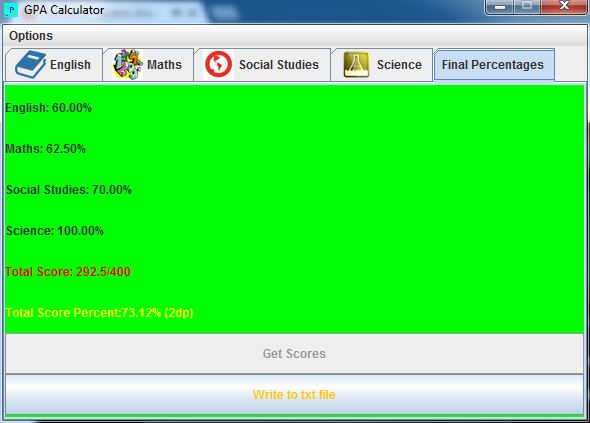 GPA Calculator
Options
English Maths Social Studies Science Final Percentages
English: 60.00%
Maths: 62.50%
Social Studies: 70.00%
Science: 100.00%
Total Score: 292.5/400
Total Score Percent:73.12% (2dp)
Get Scores
Write to txt file